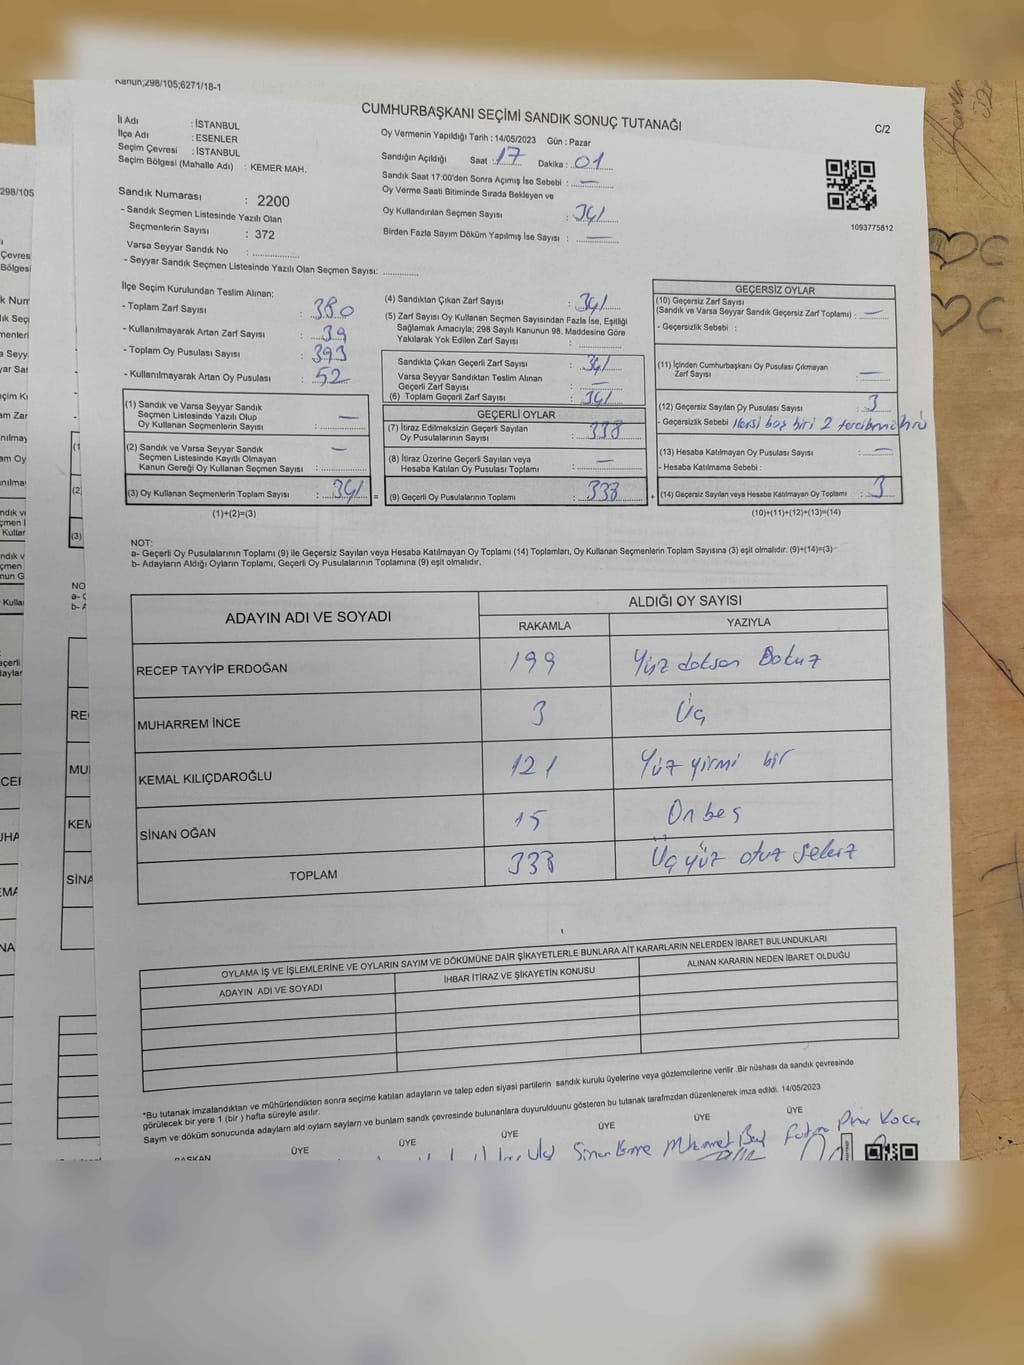 Kanun;298/105;6271/18-1
CUMHURBAŞKANI SEÇİMİ SANDIK SONUÇ TUTANAĞI
C/2
İl Adı : İSTANBUL
İlçe Adı : ESENLER
Seçim Çevresi : İSTANBUL
Seçim Bölgesi (Mahalle Adı) : KEMER MAH.
Sandık Numarası : 2200
- Sandık Seçmen Listesinde Yazılı Olan
Seçmenlerin Sayısı : 372
Varsa Seyyar Sandık No : ..............
- Seyyar Sandık Seçmen Listesinde Yazılı Olan Seçmen Sayısı: ............
Oy Vermenin Yapıldığı Tarih : 14/05/2023 Gün : Pazar
Sandığın Açıldığı Saat : 17 Dakika : 01
Sandık Saat 17:00'den Sonra Açımış İse Sebebi : —
Oy Verme Saati Bitiminde Sırada Bekleyen ve
Oy Kullandırılan Seçmen Sayısı : 341
Birden Fazla Sayım Döküm Yapılmış İse Sayısı : —
1093775812
İlçe Seçim Kurulundan Teslim Alınan;
- Toplam Zarf Sayısı : 380
- Kullanılmayarak Artan Zarf Sayısı : 39
- Toplam Oy Pusulası Sayısı : 393
- Kullanılmayarak Artan Oy Pusulası : 52
(1) Sandık ve Varsa Seyyar Sandık
Seçmen Listesinde Yazılı Olup
Oy Kullanan Seçmenlerin Sayısı : —
(2) Sandık ve Varsa Seyyar Sandık
Seçmen Listesinde Kayıtlı Olmayan
Kanun Gereği Oy Kullanan Seçmen Sayısı : —
(3) Oy Kullanan Seçmenlerin Toplam Sayısı : 341 =
(1)+(2)=(3)
(4) Sandıktan Çıkan Zarf Sayısı : 341
(5) Zarf Sayısı Oy Kullanan Seçmen Sayısından Fazla İse, Eşitliği
Sağlamak Amacıyla; 298 Sayılı Kanunun 98. Maddesine Göre
Yakılarak Yok Edilen Zarf Sayısı :
Sandıkta Çıkan Geçerli Zarf Sayısı : 341
Varsa Seyyar Sandıktan Teslim Alınan
Geçerli Zarf Sayısı : —
(6) Toplam Geçerli Zarf Sayısı : 341
GEÇERLİ OYLAR
(7) İtiraz Edilmeksizin Geçerli Sayılan
Oy Pusulalarının Sayısı : 338
(8) İtiraz Üzerine Geçerli Sayılan veya
Hesaba Katılan Oy Pusulası Toplamı : —
(9) Geçerli Oy Pusulalarının Toplamı : 338 +
GEÇERSİZ OYLAR
(10) Geçersiz Zarf Sayısı
(Sandık ve Varsa Seyyar Sandık Geçersiz Zarf Toplamı) : —
- Geçersizlik Sebebi :
(11) İçinden Cumhurbaşkanı Oy Pusulası Çıkmayan
Zarf Sayısı : —
(12) Geçersiz Sayılan Oy Pusulası Sayısı : 3
- Geçersizlik Sebebi boş biri 2
(13) Hesaba Katılmayan Oy Pusulası Sayısı : —
- Hesaba Katılmama Sebebi :
(14) Geçersiz Sayılan veya Hesaba Katılmayan Oy Toplamı : 3
(10)+(11)+(12)+(13)=(14)
NOT:
a- Geçerli Oy Pusulalarının Toplamı (9) ile Geçersiz Sayılan veya Hesaba Katılmayan Oy Toplamı (14) Toplamları, Oy Kullanan Seçmenlerin Toplam Sayısına (3) eşit olmalıdır. (9)+(14)=(3)
b- Adayların Aldığı Oyların Toplamı, Geçerli Oy Pusulalarının Toplamına (9) eşit olmalıdır.
ADAYIN ADI VE SOYADI
ALDIĞI OY SAYISI
RAKAMLA YAZIYLA
RECEP TAYYİP ERDOĞAN 199 Yüz doksan Dokuz
MUHARREM İNCE 3 Üç
KEMAL KILIÇDAROĞLU 121 Yüz yirmi bir
SİNAN OĞAN 15 On beş
TOPLAM 338 Üç yüz otuz sekiz
OYLAMA İŞ VE İŞLEMLERİNE VE OYLARIN SAYIM VE DÖKÜMÜNE DAİR ŞİKAYETLERLE BUNLARA AİT KARARLARIN NELERDEN İBARET BULUNDUKLARI
ADAYIN ADI VE SOYADI
İHBAR İTİRAZ VE ŞİKAYETİN KONUSU
ALINAN KARARIN NEDEN İBARET OLDUĞU
*Bu tutanak imzalandıktan ve mühürlendikten sonra seçime katılan adayların ve talep eden siyasi partilerin sandık kurulu üyelerine veya gözlemcilerine verilir .Bir nüshası da sandık çevresinde
görülecek bir yere 1 (bir ) hafta süreyle asılır.
Sayım ve döküm sonucunda adayların ald oyların sayları ve bunların sandk çevresinde bulunanlara duyurulduunu gösteren bu tutanak tarafımzdan düzenlenerek imza edildi. 14/05/2023
BAŞKAN ÜYE ÜYE ÜYE ÜYE ÜYE ÜYE
Fatma Pınar Koca